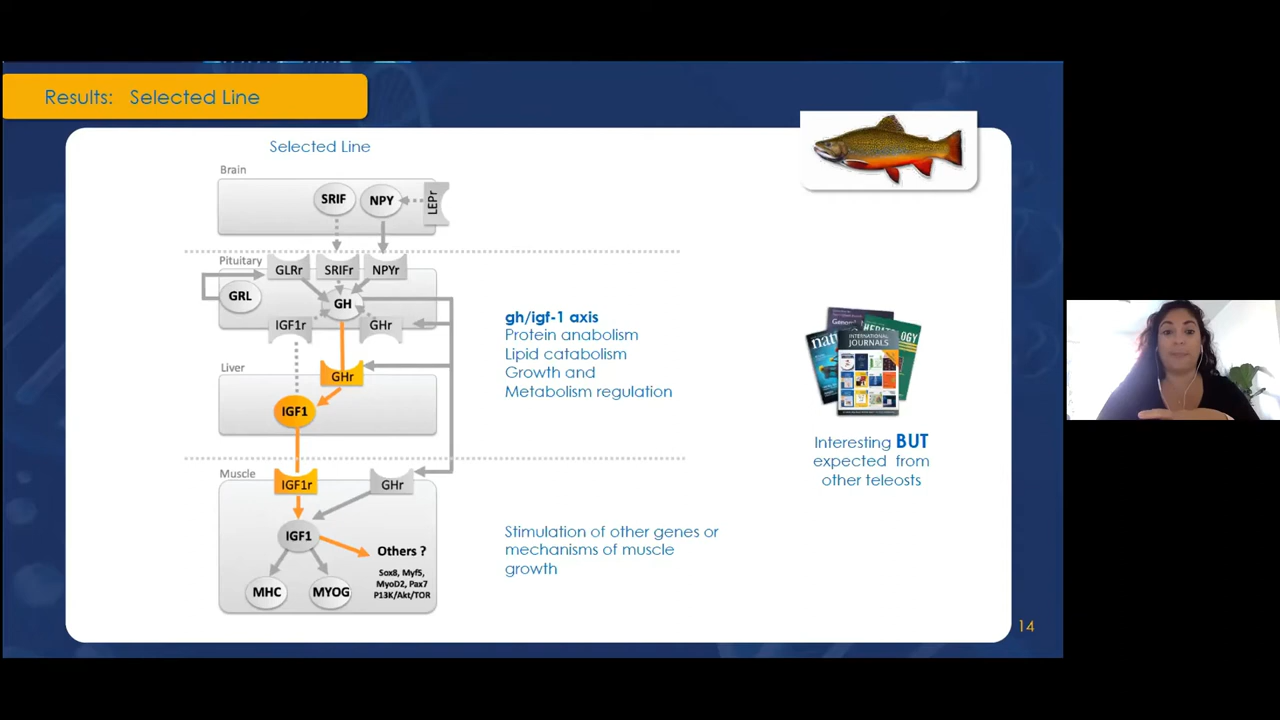 Results: Selected Line
Selected Line
Brain
SRIF
NPY
LEPr
Pituitary
GLRr
SRIFr
NPYr
GRL
GH
IGF1r
GHr
Liver
GHr
IGF1
gh/igf-1 axis
Protein anabolism
Lipid catabolism
Growth and
Metabolism regulation
Muscle
IGF1r
GHr
IGF1
Others ?
Sox8, Myf5,
MyoD2, Pax7
P13K/Akt/TOR
MHC
MYOG
Stimulation of other genes or
mechanisms of muscle
growth
INTERNATIONAL
JOURNALS
Interesting BUT
expected from
other teleosts
14